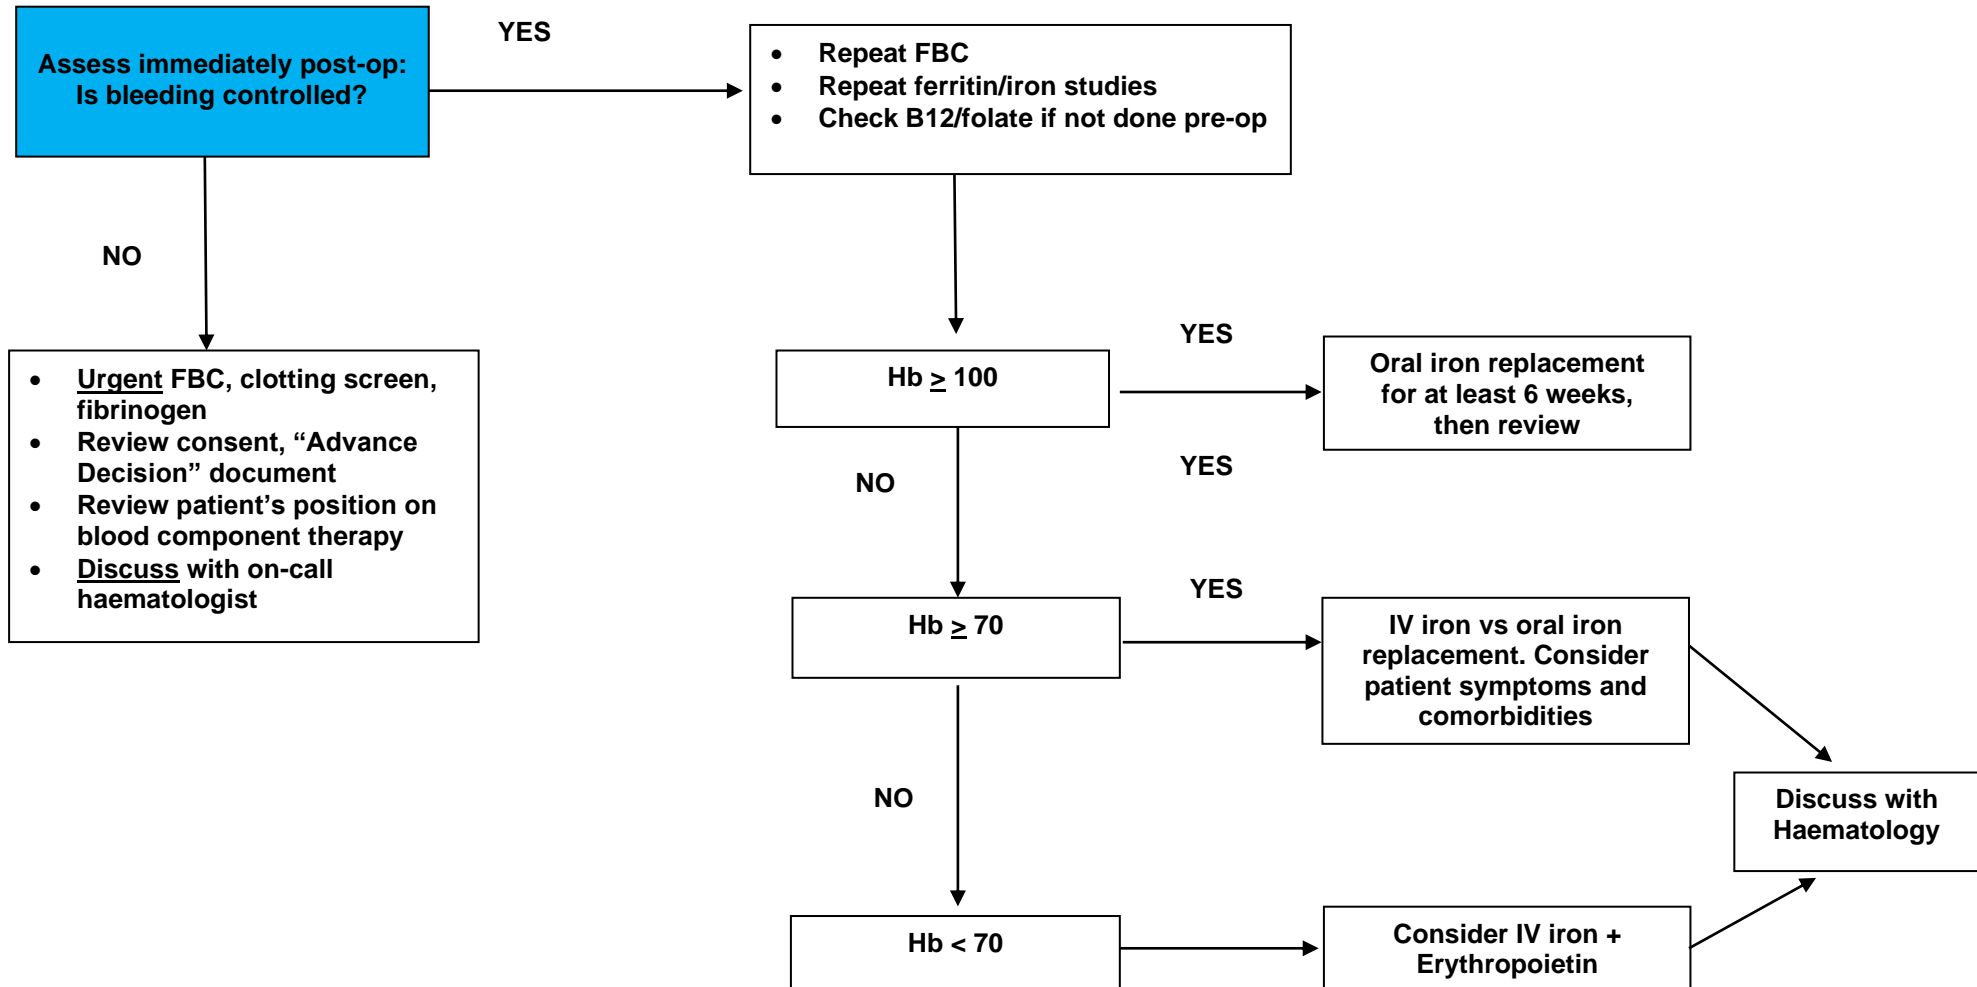 Assess immediately post-op:
Is bleeding controlled?
YES
• Repeat FBC
• Repeat ferritin/iron studies
• Check B12/folate if not done pre-op
NO
• Urgent FBC, clotting screen,
fibrinogen
• Review consent, “Advance
Decision” document
• Review patient’s position on
blood component therapy
• Discuss with on-call
haematologist
Hb ≥ 100
YES
Oral iron replacement
for at least 6 weeks,
then review
YES
NO
Hb ≥ 70
YES
IV iron vs oral iron
replacement. Consider
patient symptoms and
comorbidities
NO
Discuss with
Haematology
Hb < 70
Consider IV iron +
Erythropoietin